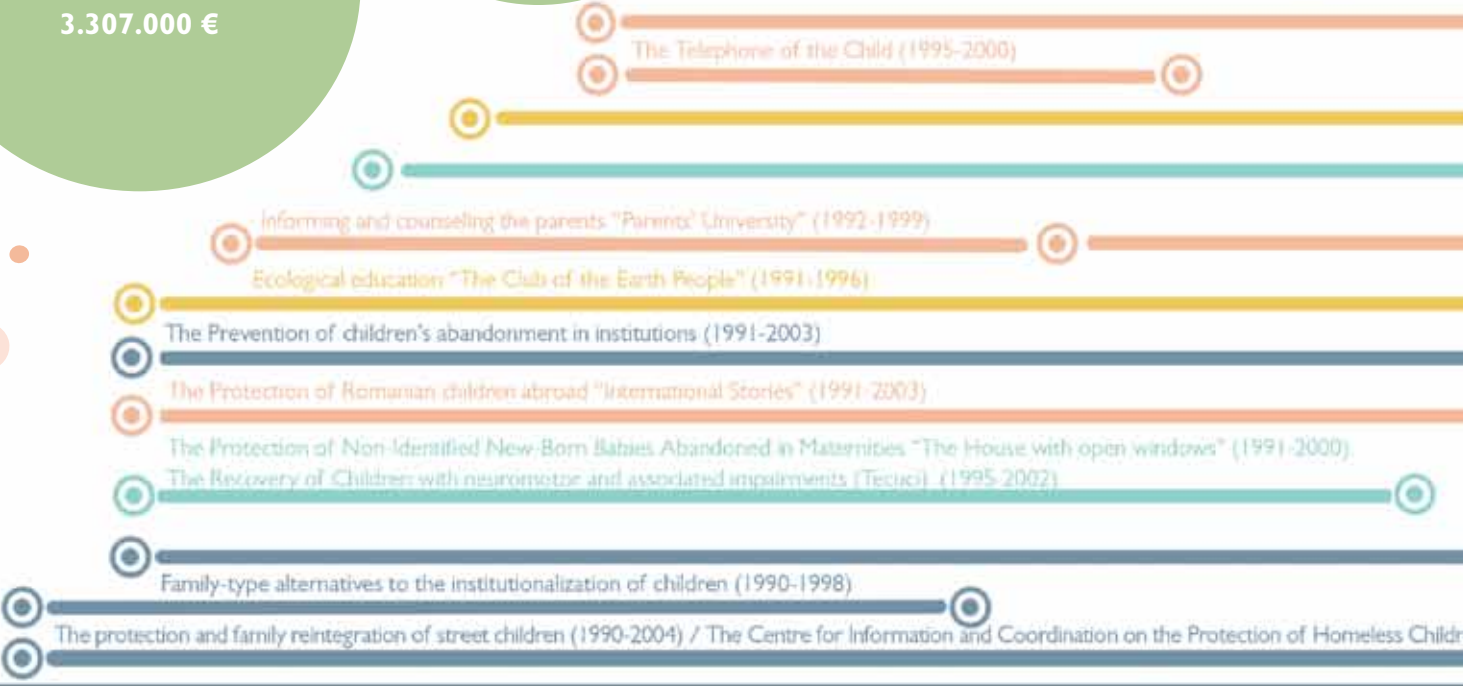 3.307.000 €
The Telephone of the Child (1995-2000)
Informing and counseling the parents "Parents' University" (1992-1999)
Ecological education "The Club of the Earth People" (1991-1996)
The Prevention of children's abandonment in institutions (1991-2003)
The Protection of Romanian children abroad "International Stories" (1991-2003)
The Protection of Non-Identified New-Born Babies Abandoned in Maternities "The House with open windows" (1991-2000)
The Recovery of Children with neuromotor and associated impairments (Tecuci) (1995-2002)
Family-type alternatives to the institutionalization of children (1990-1998)
The protection and family reintegration of street children (1990-2004) / The Centre for Information and Coordination on the Protection of Homeless Childr